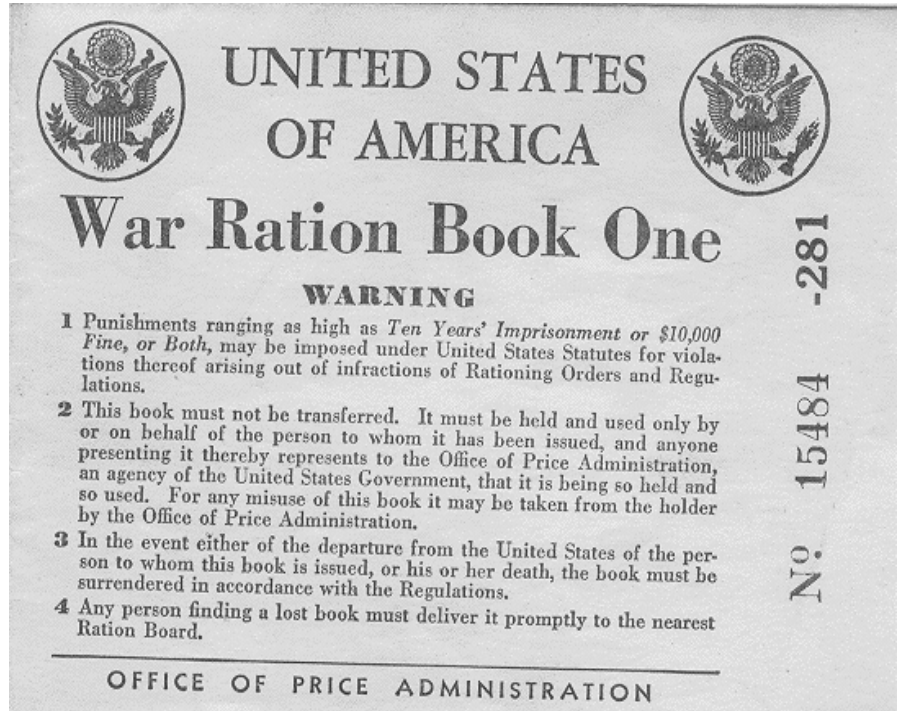 UNITED STATES
OF AMERICA
War Ration Book One
WARNING
1 Punishments ranging as high as Ten Years' Imprisonment or $10,000
Fine, or Both, may be imposed under United States Statutes for viola-
tions thereof arising out of infractions of Rationing Orders and Regu-
lations.
2 This book must not be transferred. It must be held and used only by
or on behalf of the person to whom it has been issued, and anyone
presenting it thereby represents to the Office of Price Administration,
an agency of the United States Government, that it is being so held and
so used. For any misuse of this book it may be taken from the holder
by the Office of Price Administration.
3 In the event either of the departure from the United States of the per-
son to whom this book is issued, or his or her death, the book must be
surrendered in accordance with the Regulations.
4 Any person finding a lost book must deliver it promptly to the nearest
Ration Board.
OFFICE OF PRICE ADMINISTRATION
No. 15484 -281